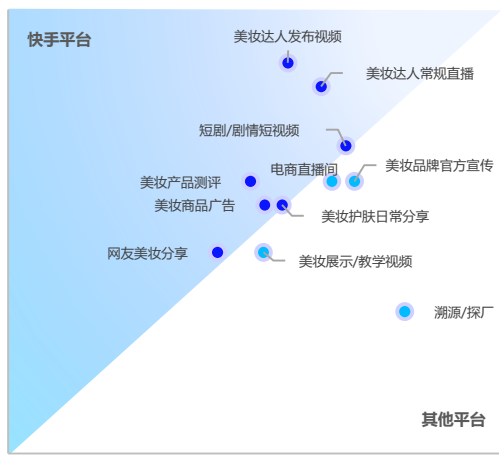 快手平台
美妆达人发布视频
美妆达人常规直播
短剧/剧情短视频
电商直播间
美妆品牌官方宣传
美妆产品测评
美妆商品广告
美妆护肤日常分享
网友美妆分享
美妆展示/教学视频
溯源/探厂
其他平台